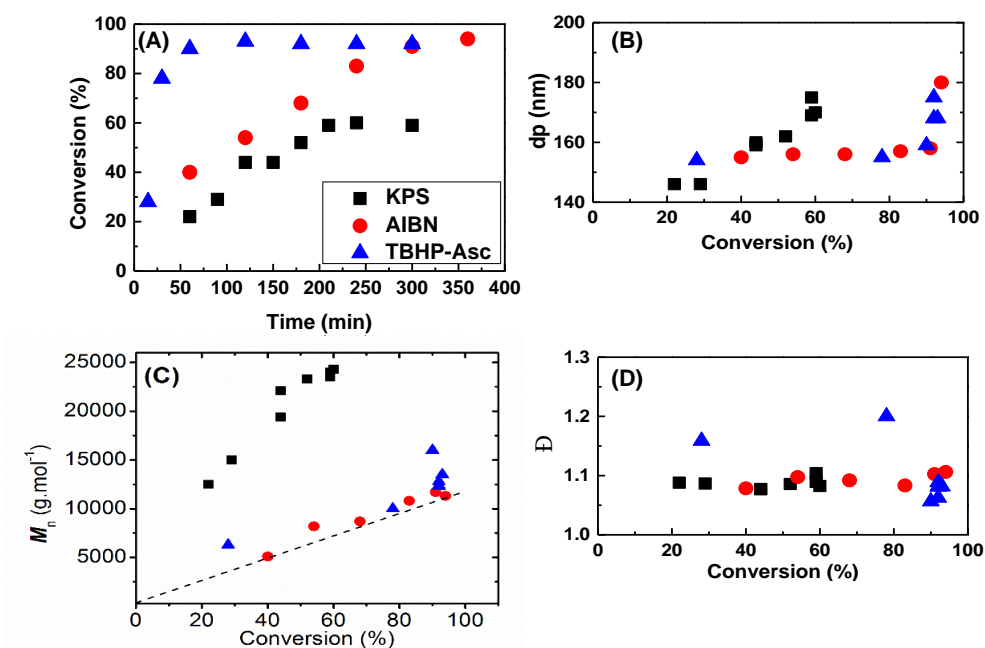 (A)
Conversion (%)
100
80
60
40
20
0
0 50 100 150 200 250 300 350 400
Time (min)
KPS
AIBN
TBHP-Asc
(B)
dp (nm)
200
180
160
140
0 20 40 60 80 100
Conversion (%)
(C)
Mn (g.mol-1)
25000
20000
15000
10000
5000
0 20 40 60 80 100
Conversion (%)
(D)
Đ
1.3
1.2
1.1
1.0
0 20 40 60 80 100
Conversion (%)